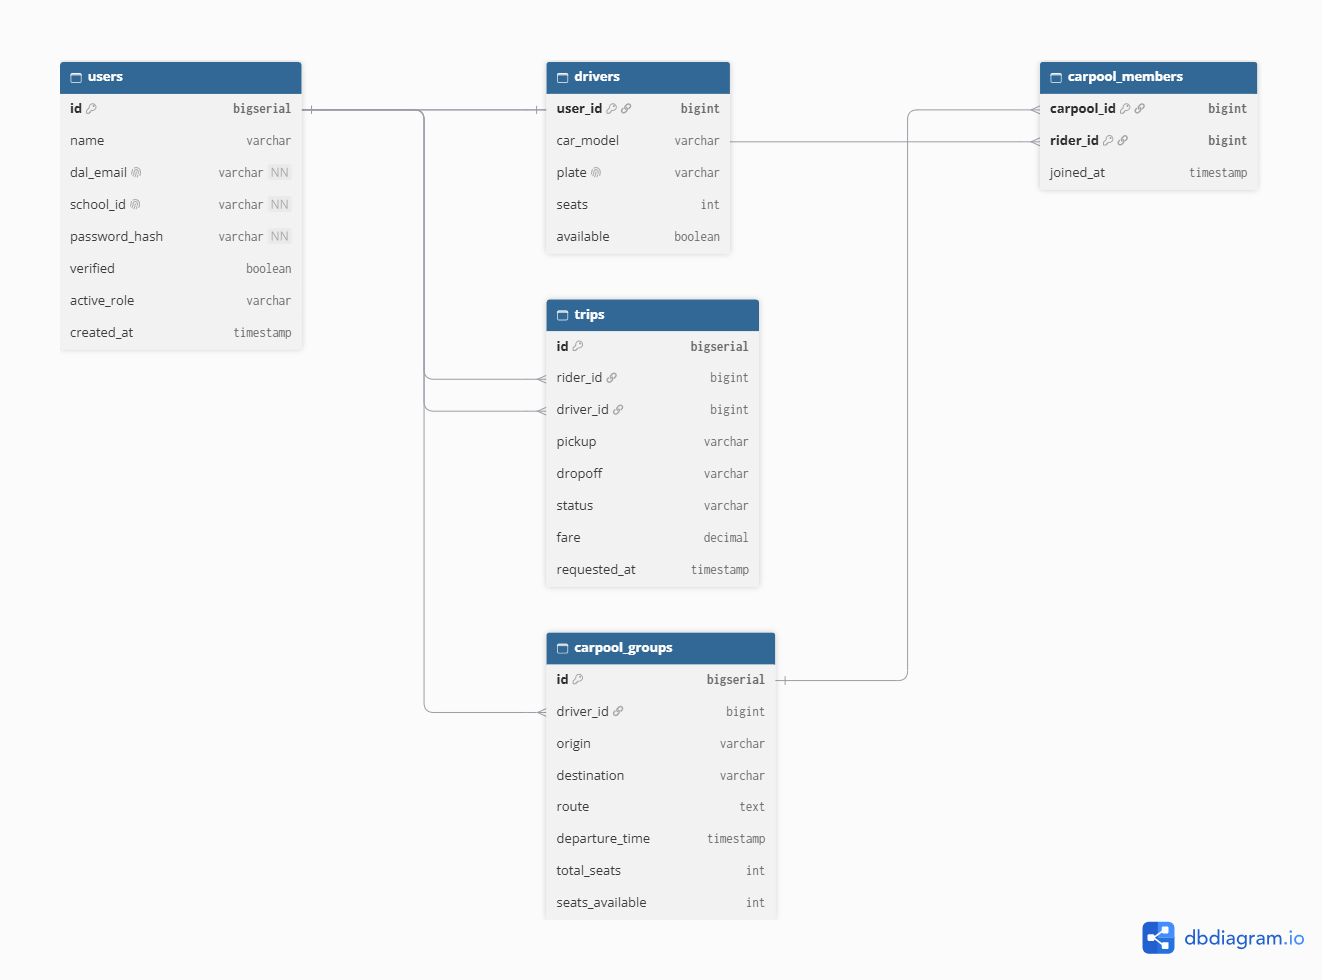 users
id bigserial
name varchar
dal_email varchar NN
school_id varchar NN
password_hash varchar NN
verified boolean
active_role varchar
created_at timestamp
drivers
user_id bigint
car_model varchar
plate varchar
seats int
available boolean
trips
id bigserial
rider_id bigint
driver_id bigint
pickup varchar
dropoff varchar
status varchar
fare decimal
requested_at timestamp
carpool_groups
id bigserial
driver_id bigint
origin varchar
destination varchar
route text
departure_time timestamp
total_seats int
seats_available int
carpool_members
carpool_id bigint
rider_id bigint
joined_at timestamp
dbdiagram.io